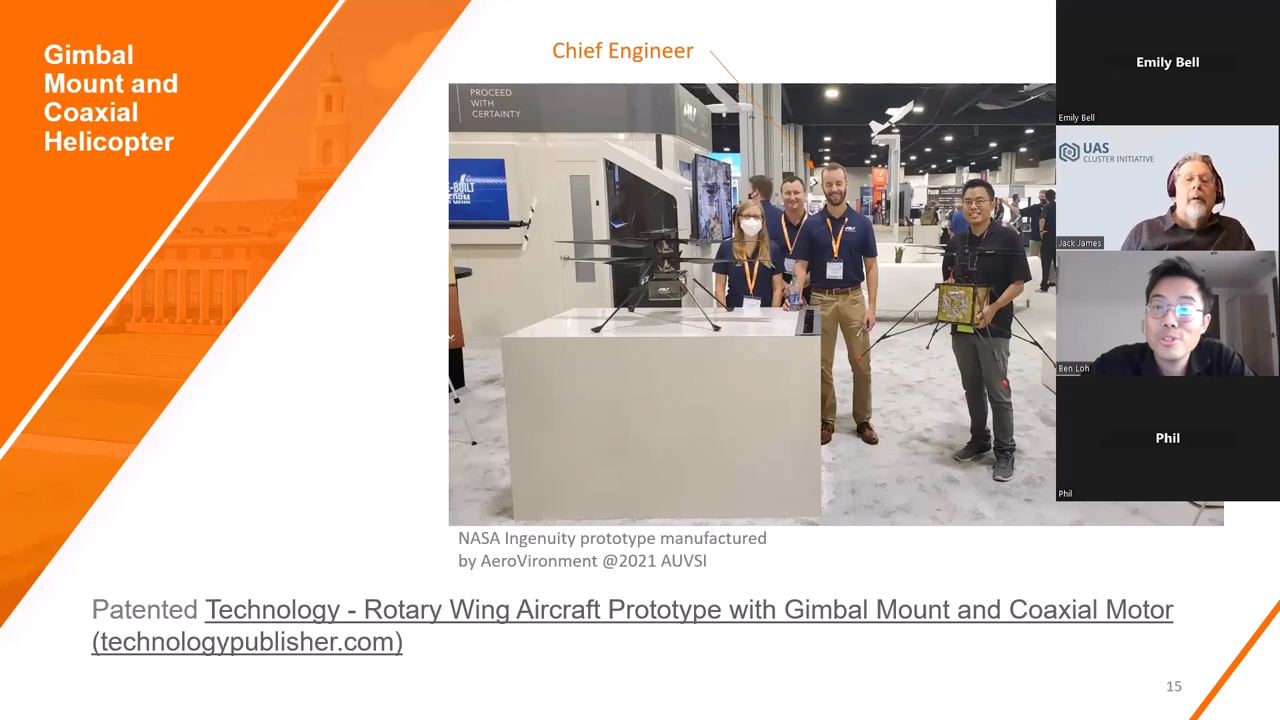 Gimbal
Mount and
Coaxial
Helicopter
Chief Engineer
PROCEED
WITH
CERTAINTY
NASA Ingenuity prototype manufactured
by AeroVironment @2021 AUVSI
Patented Technology - Rotary Wing Aircraft Prototype with Gimbal Mount and Coaxial Motor
(technologypublisher.com)
15
Emily Bell
Emily Bell
UAS
CLUSTER INITIATIVE
Jack James
Ben Loh
Phil
Phil